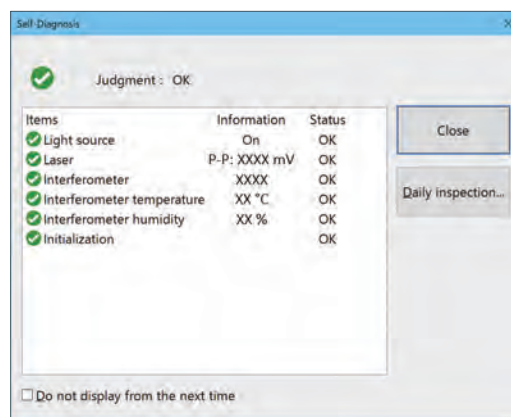 Self-Diagnosis
Judgment : OK
Items Information Status
Light source On OK
Laser P-P: XXXX mV OK
Interferometer XXXX OK
Interferometer temperature XX °C OK
Interferometer humidity XX % OK
Initialization OK
Close
Daily inspection...
Do not display from the next time